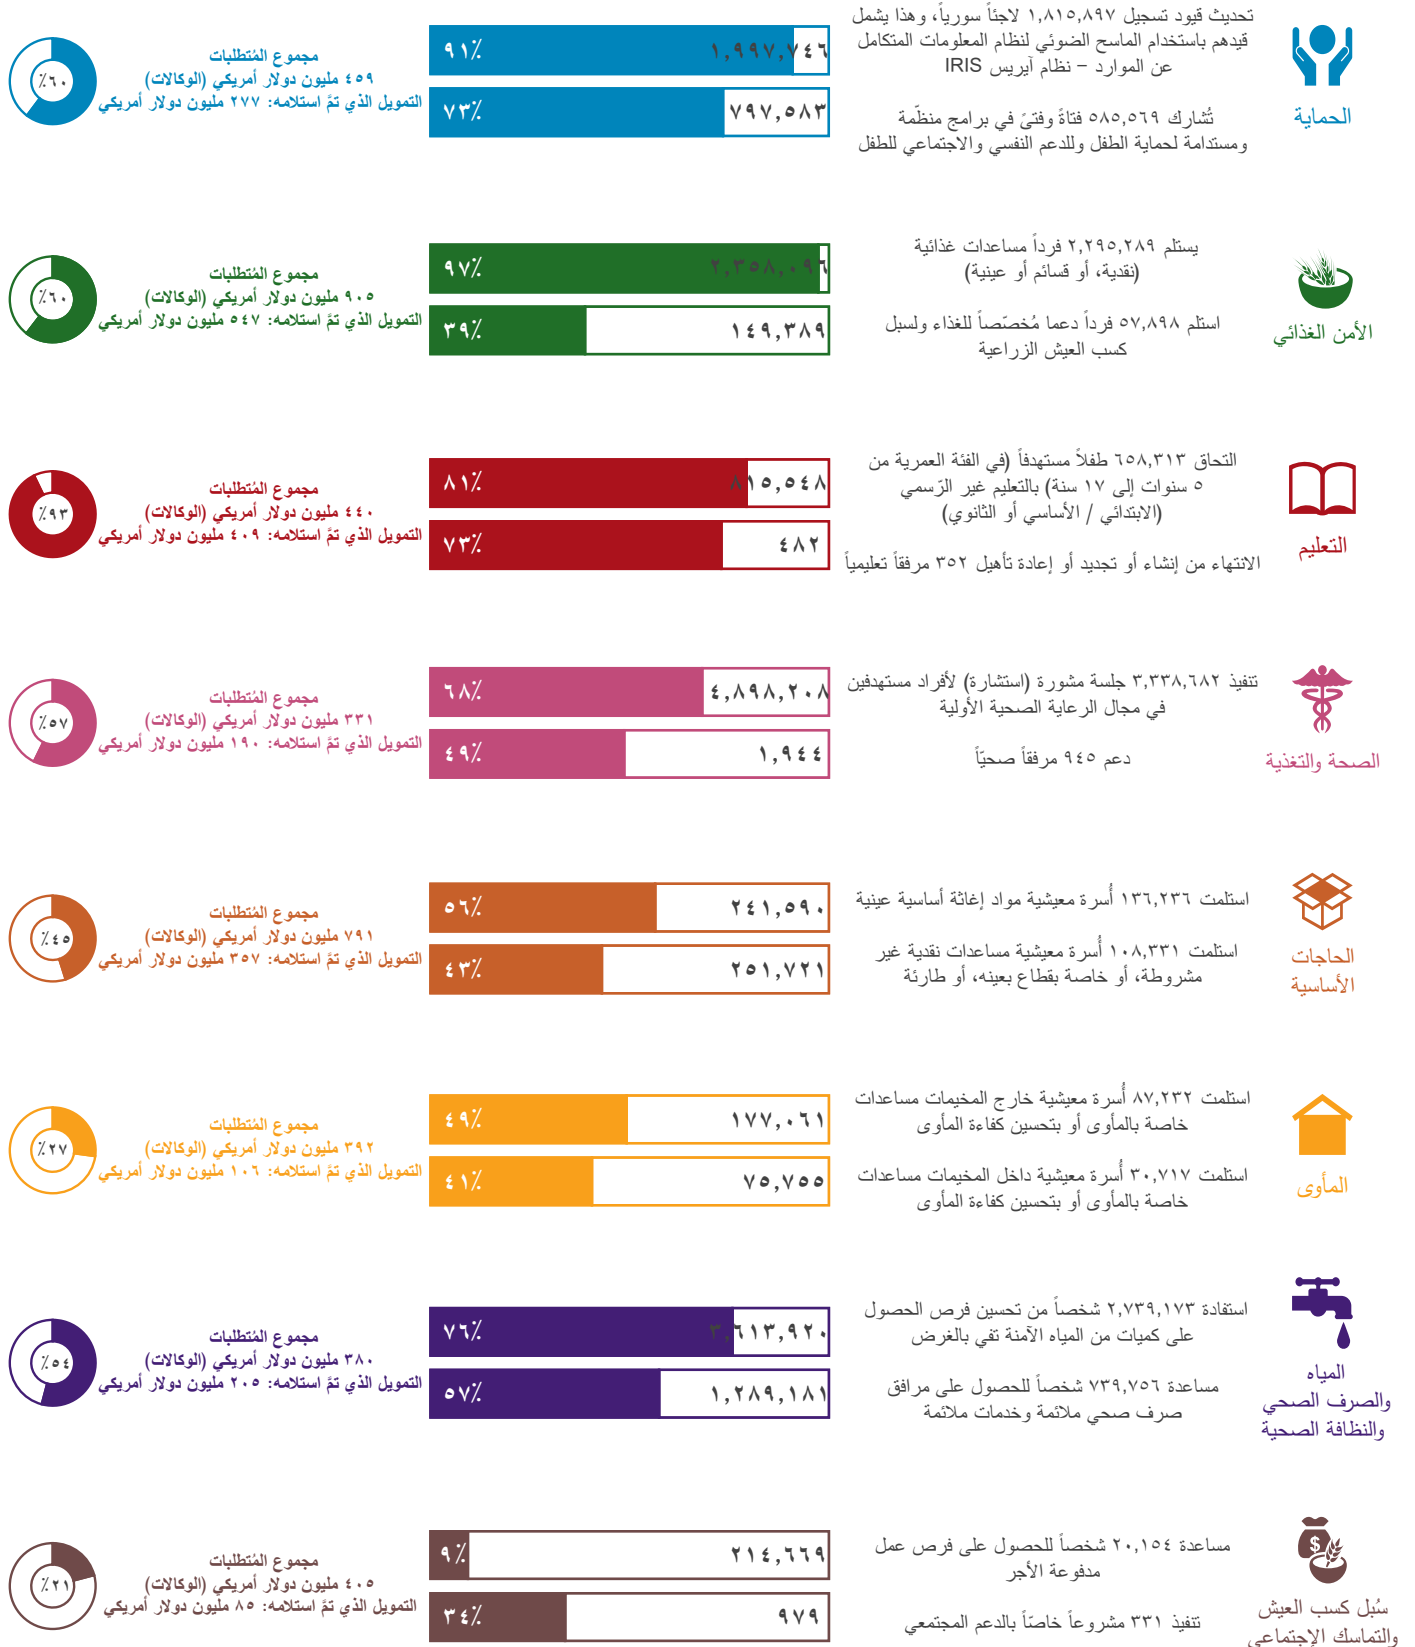 الحماية
تحديث قيود تسجيل ١,٨١٥,٨٩٧ لاجئاً سورياً، وهذا يشمل
قيدهم باستخدام الماسح الضوئي لنظام المعلومات المتكامل
عن الموارد – نظام آيريس IRIS
١,٩٩٧,٧٤٦
٩١٪
تُشارك ٥٨٥,٥٦٩ فتاةً وفتىً في برامج منظّمة
ومستدامة لحماية الطفل وللدعم النفسي والاجتماعي للطفل
٧٩٧,٥٨٣
٧٣٪
مجموع المُتطلبات
٤٥٩ مليون دولار أمريكي (الوكالات)
التمويل الذي تمَّ استلامه: ٢٧٧ مليون دولار أمريكي
٦٠٪
الأمن الغذائي
يستلم ٢,٢٩٥,٢٨٩ فرداً مساعدات غذائية
(نقدية، أو قسائم أو عينية)
٢,٣٥٨,٠٩٦
٩٧٪
استلم ٥٧,٨٩٨ فرداً دعما مُخصّصاً للغذاء ولسبل
كسب العيش الزراعية
١٤٩,٣٨٩
٣٩٪
مجموع المُتطلبات
٩٠٥ مليون دولار أمريكي (الوكالات)
التمويل الذي تمَّ استلامه: ٥٤٧ مليون دولار أمريكي
٦٠٪
التعليم
التحاق ٦٥٨,٣١٣ طفلاً مستهدفاً (في الفئة العمرية من
٥ سنوات إلى ١٧ سنة) بالتعليم غير الرّسمي
(الابتدائي / الأساسي أو الثانوي)
٨١٥,٥٤٨
٨١٪
الانتهاء من إنشاء أو تجديد أو إعادة تأهيل ٣٥٢ مرفقاً تعليمياً
٤٨٢
٧٣٪
مجموع المُتطلبات
٤٤٠ مليون دولار أمريكي (الوكالات)
التمويل الذي تمَّ استلامه: ٤٠٩ مليون دولار أمريكي
٩٣٪
الصحة والتغذية
تنفيذ ٣,٣٣٨,٦٨٢ جلسة مشورة (استشارة) لأفراد مستهدفين
في مجال الرعاية الصحية الأولية
٤,٨٩٨,٢٠٨
٦٨٪
دعم ٩٤٥ مرفقاً صحيّاً
١,٩٤٤
٤٩٪
مجموع المُتطلبات
٣٣١ مليون دولار أمريكي (الوكالات)
التمويل الذي تمَّ استلامه: ١٩٠ مليون دولار أمريكي
٥٧٪
الحاجات
الأساسية
استلمت ١٣٦,٢٣٦ أُسرة معيشية مواد إغاثة أساسية عينية
٢٤١,٥٩٠
٥٦٪
استلمت ١٠٨,٣٣١ أُسرة معيشية مساعدات نقدية غير
مشروطة، أو خاصة بقطاع بعينه، أو طارئة
٢٥١,٧٢١
٤٣٪
مجموع المُتطلبات
٧٩١ مليون دولار أمريكي (الوكالات)
التمويل الذي تمَّ استلامه: ٣٥٧ مليون دولار أمريكي
٤٥٪
المأوى
استلمت ٨٧,٢٣٢ أُسرة معيشية خارج المخيمات مساعدات
خاصة بالمأوى أو بتحسين كفاءة المأوى
١٧٧,٠٦١
٤٩٪
استلمت ٣٠,٧١٧ أُسرة معيشية داخل المخيمات مساعدات
خاصة بالمأوى أو بتحسين كفاءة المأوى
٧٥,٧٥٥
٤١٪
مجموع المُتطلبات
٣٩٢ مليون دولار أمريكي (الوكالات)
التمويل الذي تمَّ استلامه: ١٠٦ مليون دولار أمريكي
٢٧٪
المياه
والصرف الصحي
والنظافة الصحية
استفادة ٢,٧٣٩,١٧٣ شخصاً من تحسين فرص الحصول
على كميات من المياه الآمنة تفي بالغرض
٣,٦١٣,٩٢٠
٧٦٪
مساعدة ٧٣٩,٧٥٦ شخصاً للحصول على مرافق
صرف صحي ملائمة وخدمات ملائمة
١,٢٨٩,١٨١
٥٧٪
مجموع المُتطلبات
٣٨٠ مليون دولار أمريكي (الوكالات)
التمويل الذي تمَّ استلامه: ٢٠٥ مليون دولار أمريكي
٥٤٪
سُبل كسب العيش
والتماسك الإجتماعي
مساعدة ٢٠,١٥٤ شخصاً للحصول على فرص عمل
مدفوعة الأجر
٢١٤,٦٦٩
٩٪
تنفيذ ٣٣١ مشروعاً خاصّاً بالدعم المجتمعي
٩٧٩
٣٤٪
مجموع المُتطلبات
٤٠٥ مليون دولار أمريكي (الوكالات)
التمويل الذي تمَّ استلامه: ٨٥ مليون دولار أمريكي
٢١٪